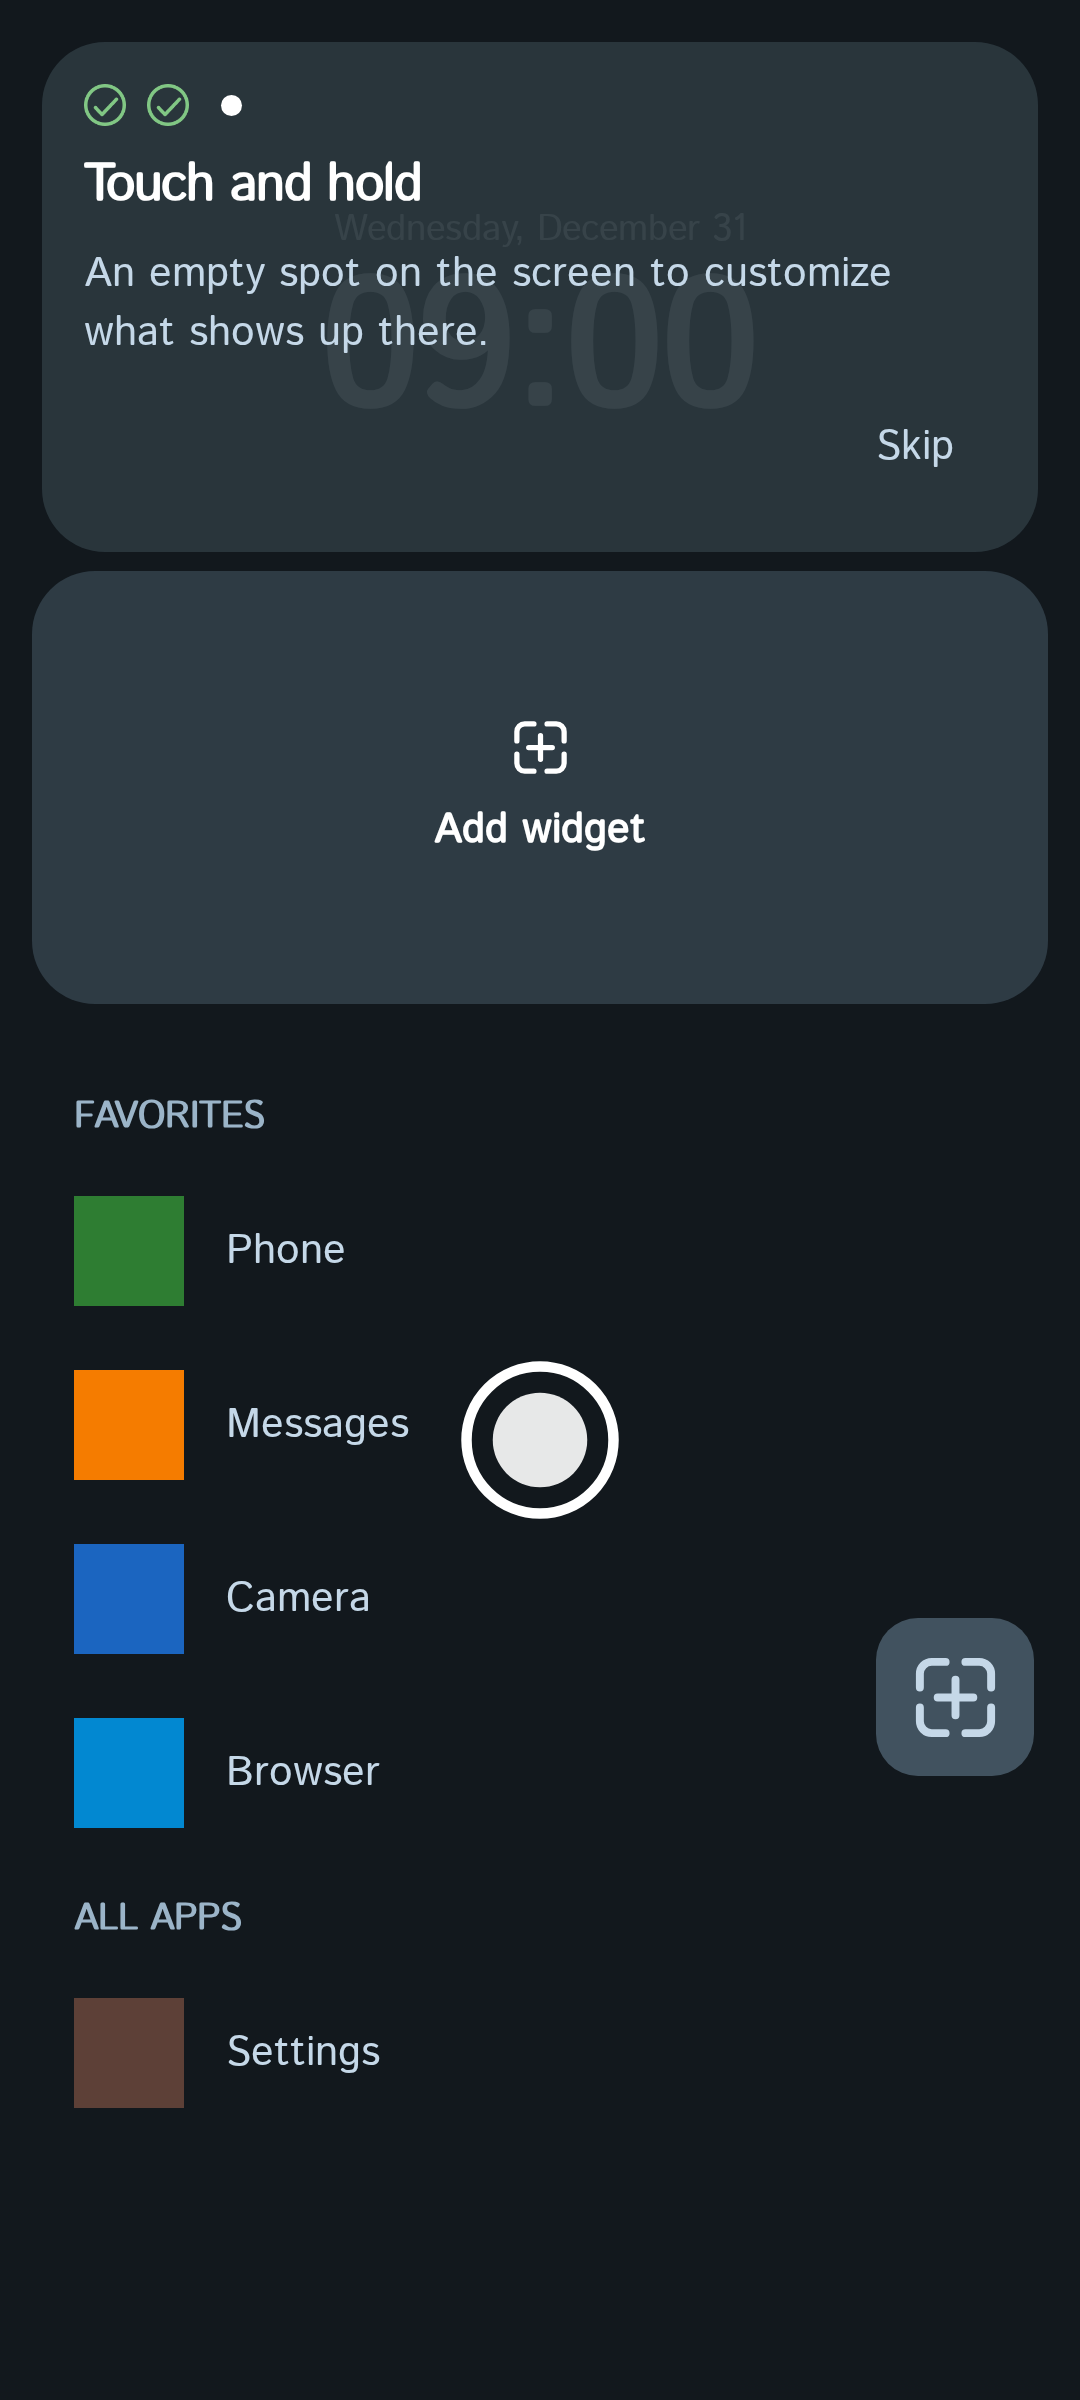 Touch and hold
Wednesday, December 31
An empty spot on the screen to customize
what shows up there.
09:00
Skip
Add widget
FAVORITES
Phone
Messages
Camera
Browser
ALL APPS
Settings